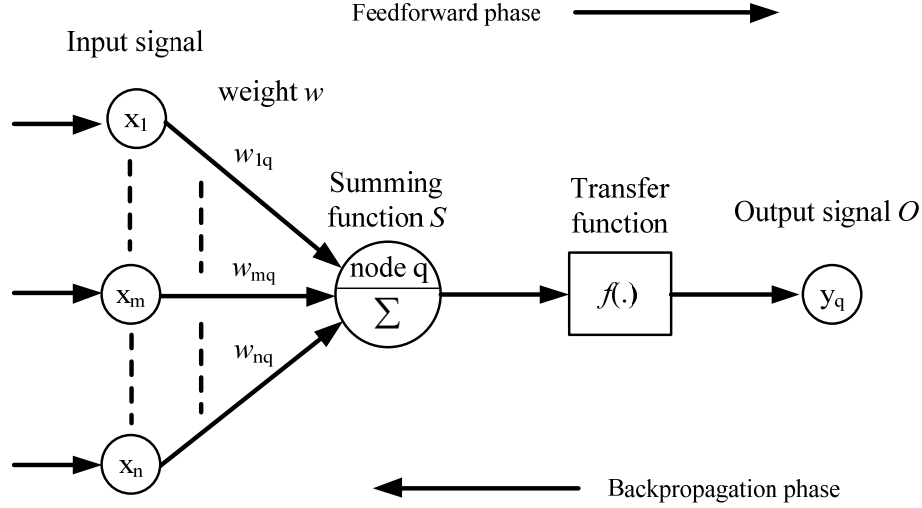 Feedforward phase
Input signal
weight w
x1
w1q
Summing
function S
Transfer
function
Output signal O
node q
wmq
xm
Σ
f(.)
yq
wnq
xn
Backpropagation phase